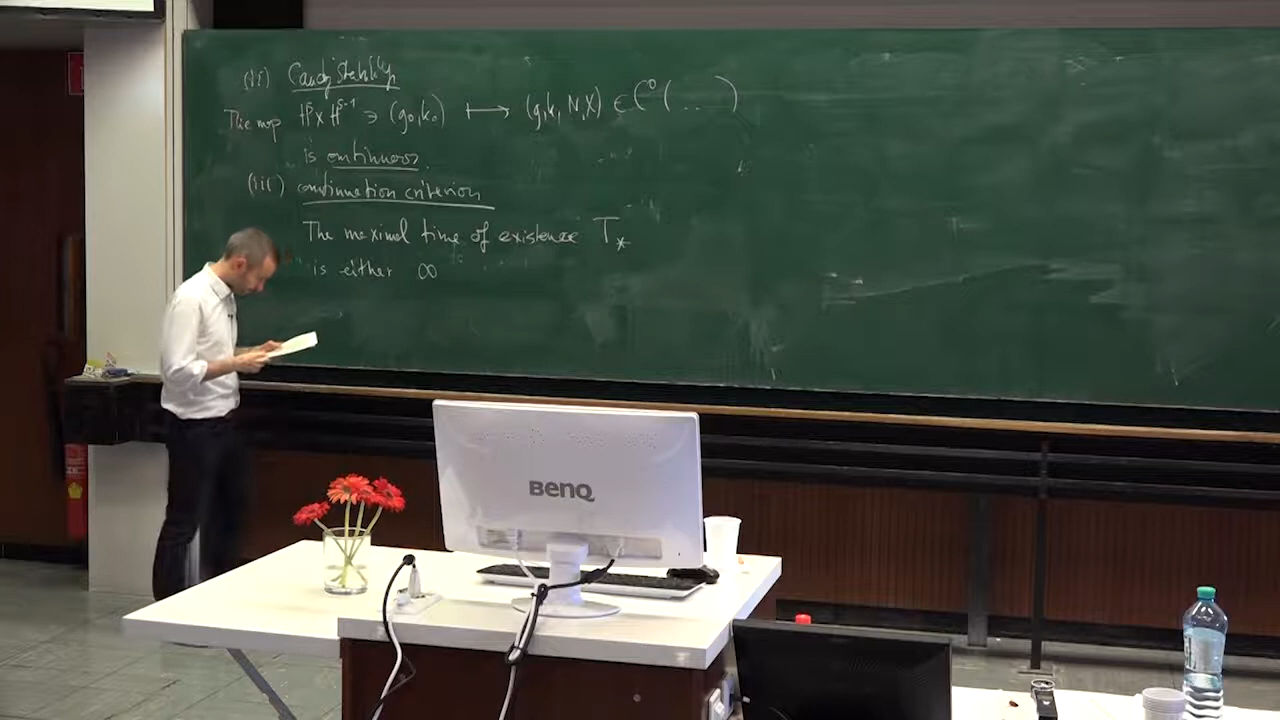 (ii) Cauchy stability
The map H^s x H^{s-1} ∋ (g₀, k₀) ⟼ (g, k, N, X) ∈ C⁰( ... )
is continuous.
(iii) continuation criterion
The maximal time of existence T_*
is either ∞
BenQ